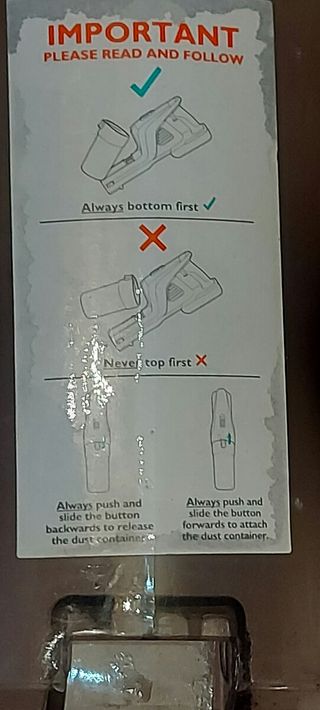 IMPORTANT
PLEASE READ AND FOLLOW
Always bottom first
Never top first
Always push and
slide the button
backwards to release
the dust container.
Always push and
slide the button
forwards to attach
the dust container.